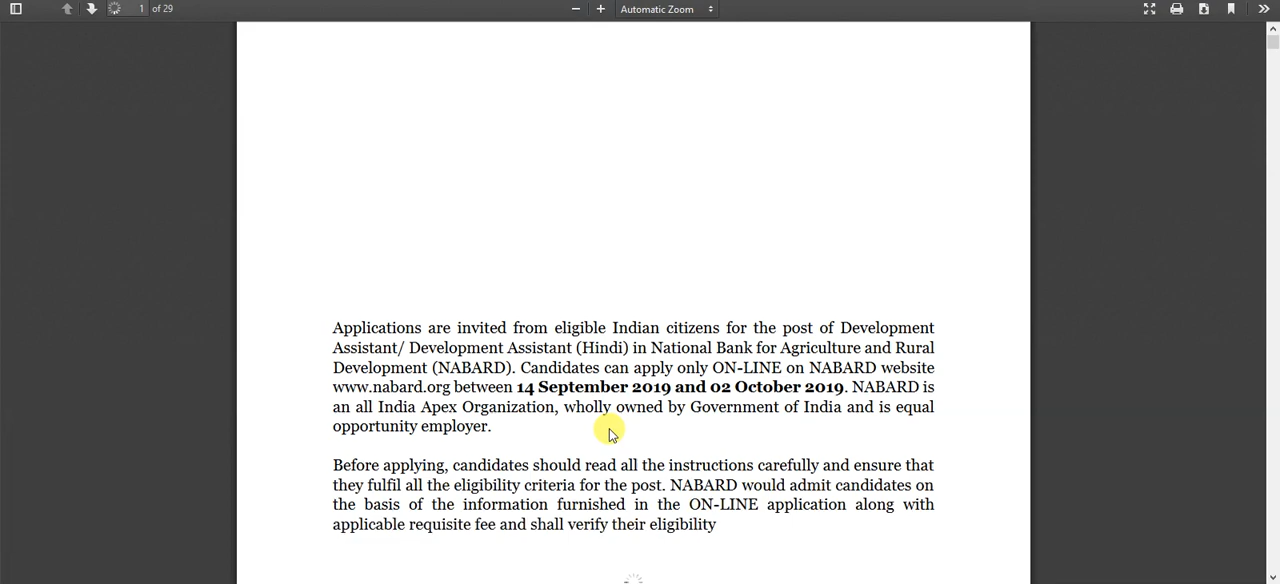 1 of 29 Automatic Zoom
Applications are invited from eligible Indian citizens for the post of Development
Assistant/ Development Assistant (Hindi) in National Bank for Agriculture and Rural
Development (NABARD). Candidates can apply only ON-LINE on NABARD website
www.nabard.org between 14 September 2019 and 02 October 2019. NABARD is
an all India Apex Organization, wholly owned by Government of India and is equal
opportunity employer.
Before applying, candidates should read all the instructions carefully and ensure that
they fulfil all the eligibility criteria for the post. NABARD would admit candidates on
the basis of the information furnished in the ON-LINE application along with
applicable requisite fee and shall verify their eligibility